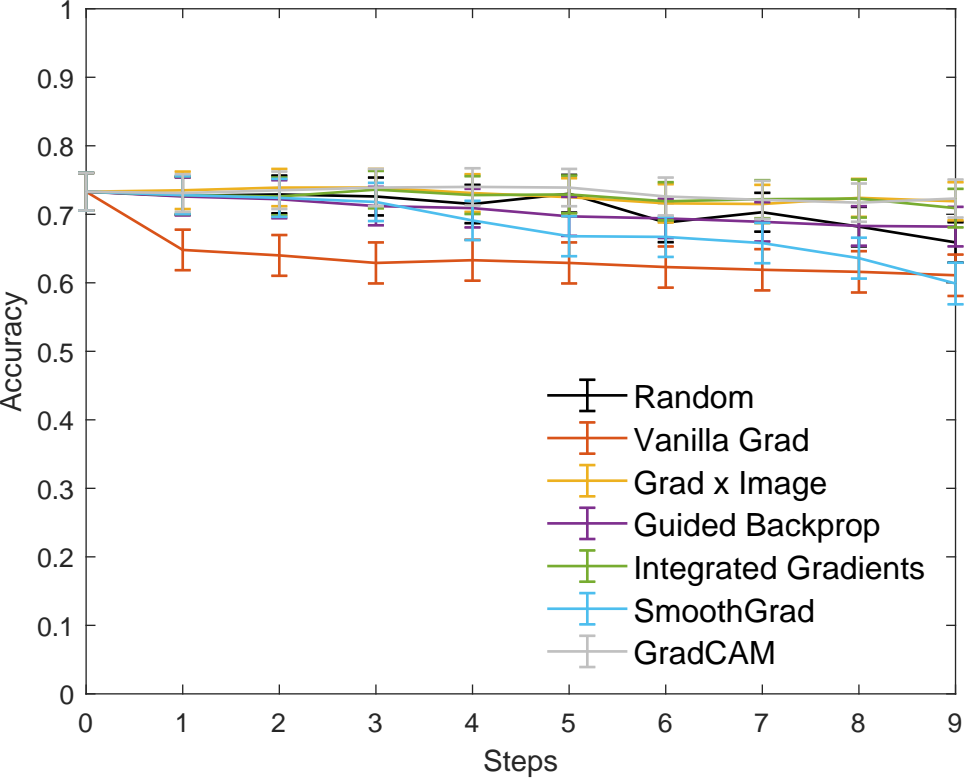 1
0.9
0.8
0.7
0.6
0.5
0.4
0.3
0.2
0.1
0
Accuracy
Random
Vanilla Grad
Grad x Image
Guided Backprop
Integrated Gradients
SmoothGrad
GradCAM
0 1 2 3 4 5 6 7 8 9
Steps